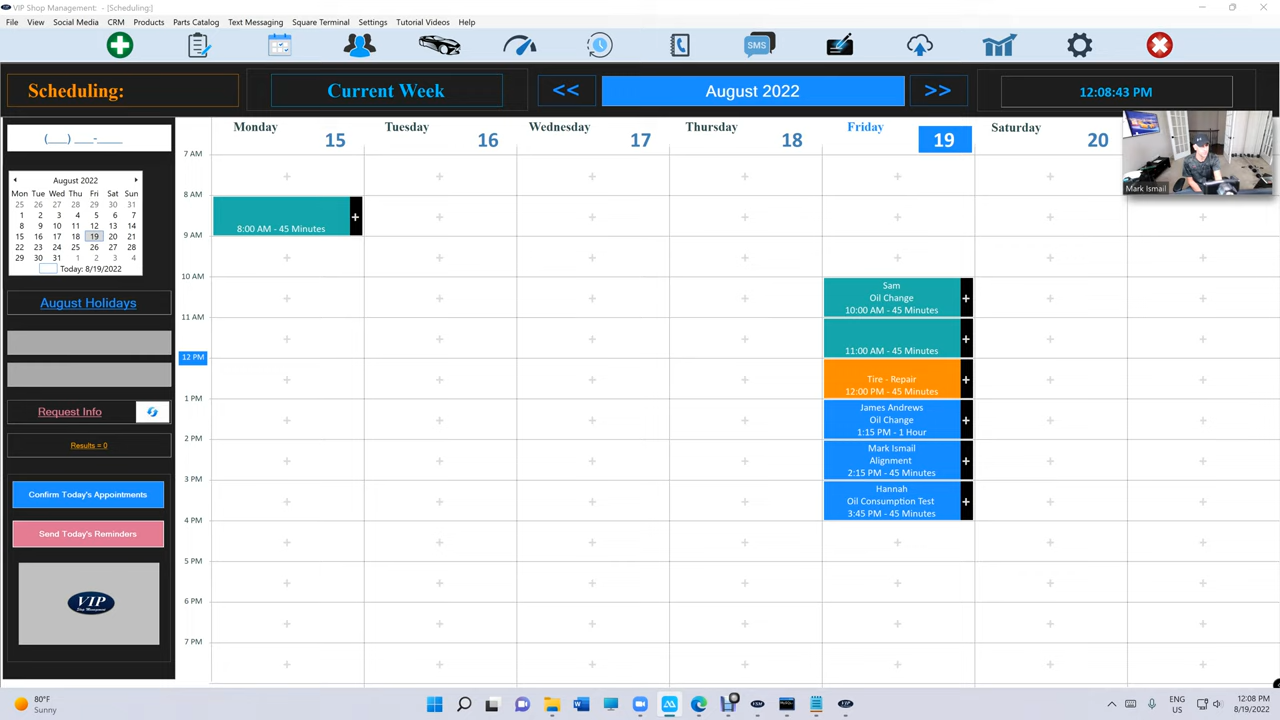 VIP Shop Management: - [Scheduling:]
File View Social Media CRM Products Parts Catalog Text Messaging Square Terminal Settings Tutorial Videos Help
SMS
Scheduling:
Current Week
<<
August 2022
>>
12:08:43 PM
(___) ___-____
Monday 15
Tuesday 16
Wednesday 17
Thursday 18
Friday 19
Saturday 20
Mark Ismail
August 2022
Mon Tue Wed Thu Fri Sat Sun
25 26 27 28 29 30 31
1 2 3 4 5 6 7
8 9 10 11 12 13 14
15 16 17 18 19 20 21
22 23 24 25 26 27 28
29 30 31 1 2 3 4
Today: 8/19/2022
August Holidays
Request Info
Results = 0
Confirm Today's Appointments
Send Today's Reminders
VIP
Shop Management
7 AM
8 AM
9 AM
10 AM
11 AM
12 PM
1 PM
2 PM
3 PM
4 PM
5 PM
6 PM
7 PM
8:00 AM - 45 Minutes
Sam
Oil Change
10:00 AM - 45 Minutes
11:00 AM - 45 Minutes
Tire - Repair
12:00 PM - 45 Minutes
James Andrews
Oil Change
1:15 PM - 1 Hour
Mark Ismail
Alignment
2:15 PM - 45 Minutes
Hannah
Oil Consumption Test
3:45 PM - 45 Minutes
80°F
Sunny
ENG
US
12:08 PM
8/19/2022